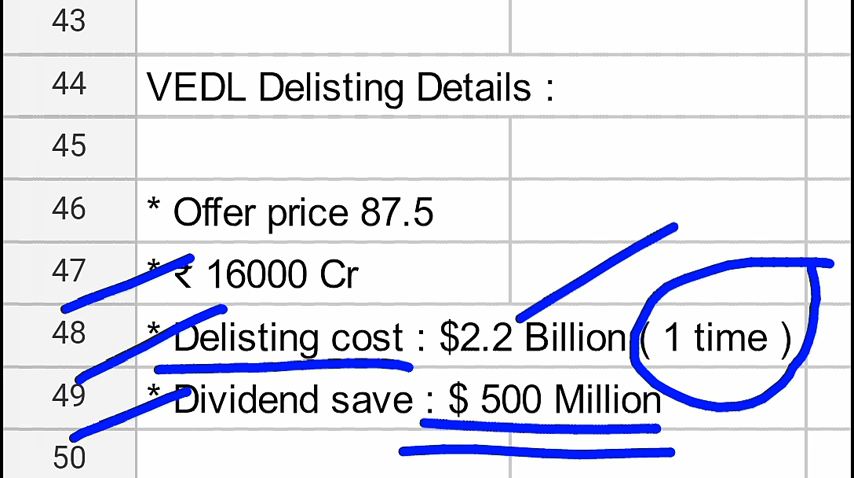 43
44 VEDL Delisting Details :
45
46 * Offer price 87.5
47 * ₹ 16000 Cr
48 * Delisting cost : $2.2 Billion ( 1 time )
49 * Dividend save : $ 500 Million
50